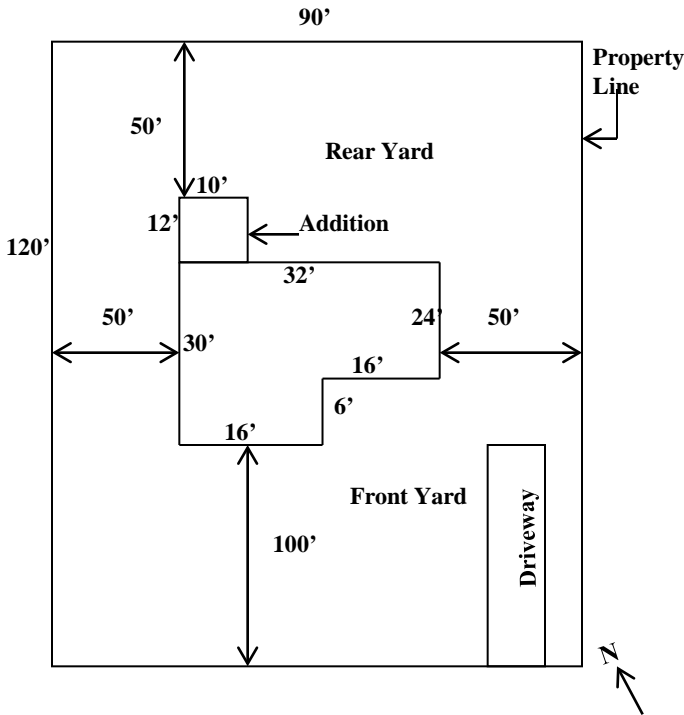 90’
Property
Line
50’
Rear Yard
10’
12’
Addition
120’
32’
50’
30’
24’
50’
16’
6’
16’
Front Yard
100’
Driveway
N